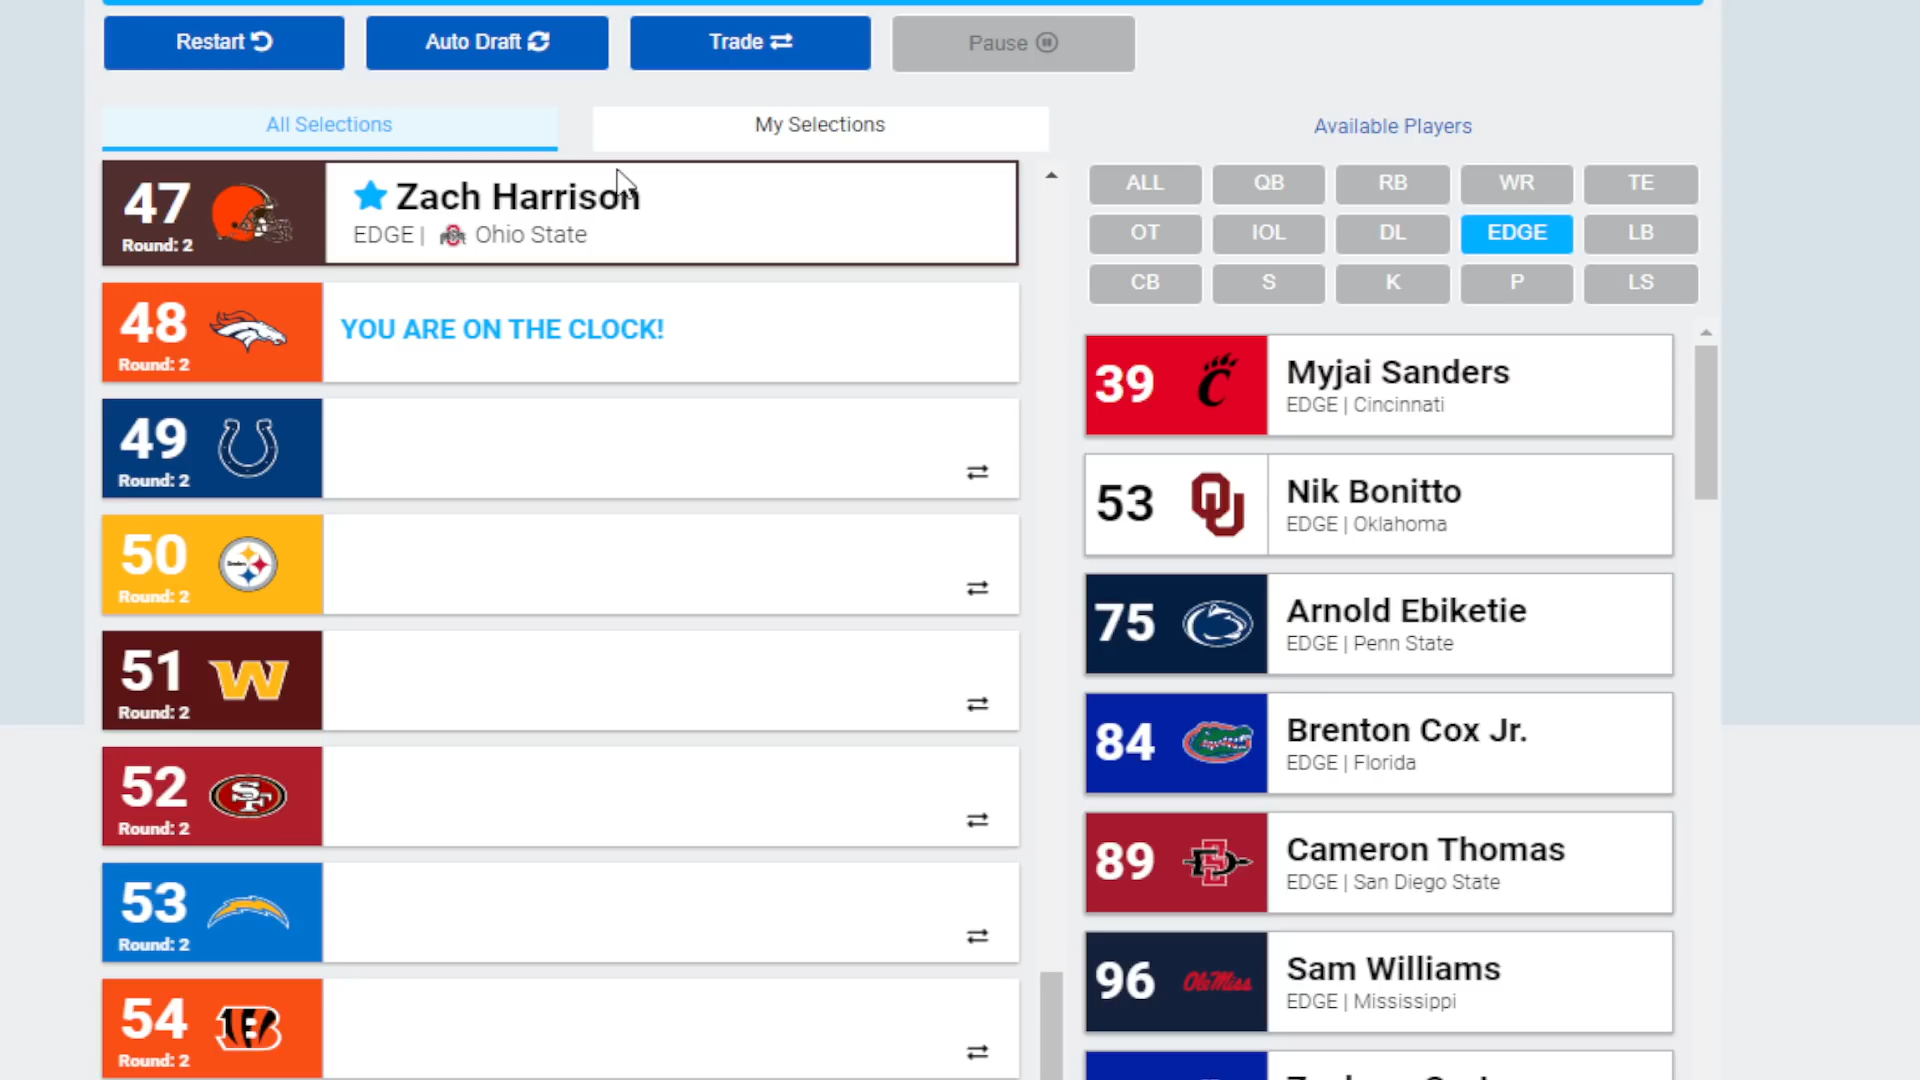 Restart
Auto Draft
Trade
Pause
All Selections
My Selections
Available Players
ALL
QB
RB
WR
TE
OT
IOL
DL
EDGE
LB
CB
S
K
P
LS
47
Round: 2
Zach Harrison
EDGE | Ohio State
48
Round: 2
YOU ARE ON THE CLOCK!
49
Round: 2
50
Round: 2
51
Round: 2
52
Round: 2
53
Round: 2
54
Round: 2
39
Myjai Sanders
EDGE | Cincinnati
53
Nik Bonitto
EDGE | Oklahoma
75
Arnold Ebiketie
EDGE | Penn State
84
Brenton Cox Jr.
EDGE | Florida
89
Cameron Thomas
EDGE | San Diego State
96
Ole Miss
Sam Williams
EDGE | Mississippi